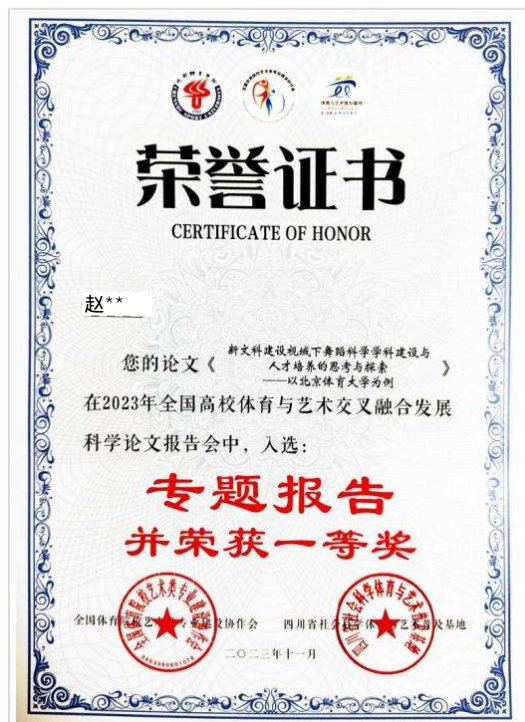 荣誉证书
CERTIFICATE OF HONOR
赵**
您的论文《新文科建设视域下舞蹈科学学科建设与
人才培养的思考与探索
——以北京体育大学为例》
在2023年全国高校体育与艺术交叉融合发展
科学论文报告会中，入选：
专题报告
并荣获一等奖
全国体育院校艺术类专业建设协作会
四川省社会科学体育与艺术普及基地
二〇二三年十一月